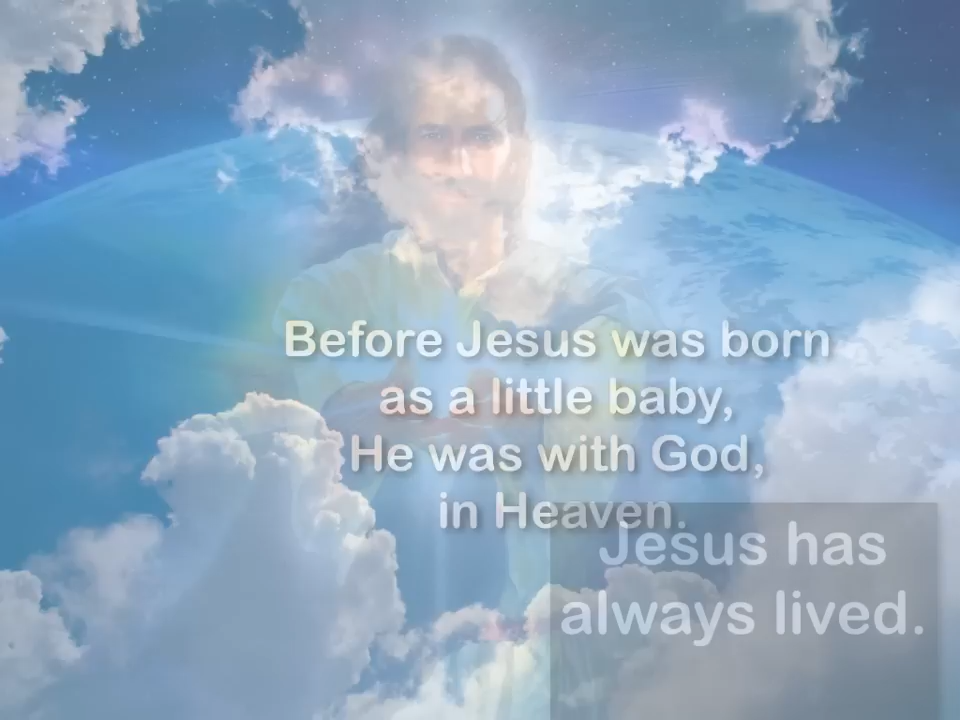 Before Jesus was born
as a little baby,
He was with God,
in Heaven.
Jesus has
always lived.